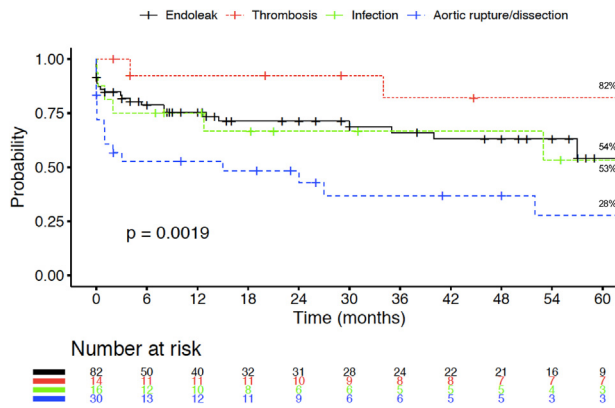 Endoleak Thrombosis Infection Aortic rupture/dissection
1.00
0.75
0.50
0.25
0.00
Probability
82%
54%
53%
28%
p = 0.0019
0 6 12 18 24 30 36 42 48 54 60
Time (months)
Number at risk
82 50 40 32 31 28 24 22 21 16 9
14 11 11 11 10 9 8 8 7 7 7
16 12 10 8 6 6 5 5 5 4 3
30 13 12 11 9 6 6 5 5 3 3